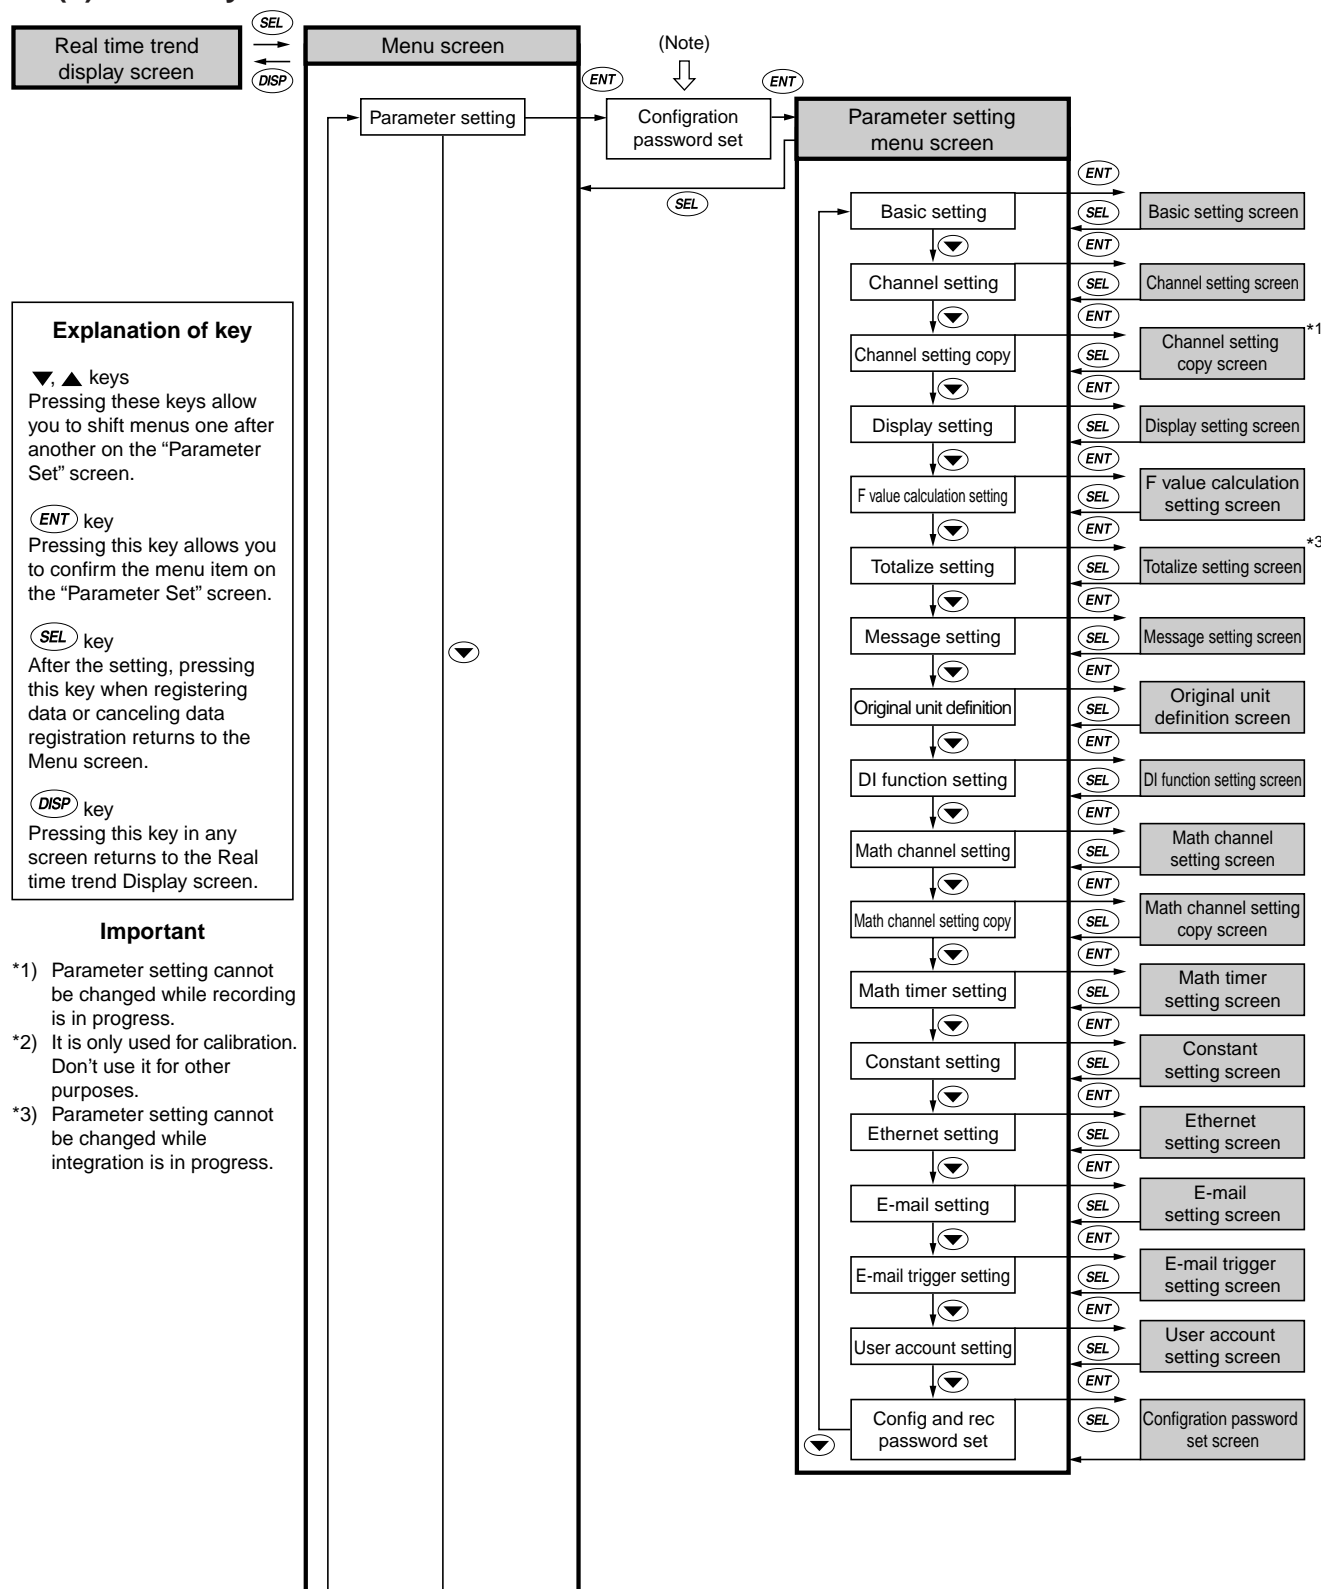 Real time trend
display screen
SEL
DISP
Menu screen
(Note)
ENT
ENT
Parameter setting
Configration
password set
Parameter setting
menu screen
SEL
ENT
Basic setting
SEL
Basic setting screen
ENT
Channel setting
SEL
Channel setting screen
ENT
Channel setting copy
SEL
Channel setting
copy screen
*1
ENT
Display setting
SEL
Display setting screen
ENT
F value calculation setting
SEL
F value calculation
setting screen
ENT
Totalize setting
SEL
Totalize setting screen
*3
ENT
Message setting
SEL
Message setting screen
ENT
Original unit definition
SEL
Original unit
definition screen
ENT
DI function setting
SEL
DI function setting screen
ENT
Math channel setting
SEL
Math channel
setting screen
ENT
Math channel setting copy
SEL
Math channel setting
copy screen
ENT
Math timer setting
SEL
Math timer
setting screen
ENT
Constant setting
SEL
Constant
setting screen
ENT
Ethernet setting
SEL
Ethernet
setting screen
ENT
E-mail setting
SEL
E-mail
setting screen
ENT
E-mail trigger setting
SEL
E-mail trigger
setting screen
ENT
User account setting
SEL
User account
setting screen
ENT
Config and rec
password set
SEL
Configration password
set screen
Explanation of key
▼, ▲ keys
Pressing these keys allow
you to shift menus one after
another on the “Parameter
Set” screen.
ENT key
Pressing this key allows you
to confirm the menu item on
the “Parameter Set” screen.
SEL key
After the setting, pressing
this key when registering
data or canceling data
registration returns to the
Menu screen.
DISP key
Pressing this key in any
screen returns to the Real
time trend Display screen.
Important
*1) Parameter setting cannot
be changed while recording
is in progress.
*2) It is only used for calibration.
Don’t use it for other
purposes.
*3) Parameter setting cannot
be changed while
integration is in progress.